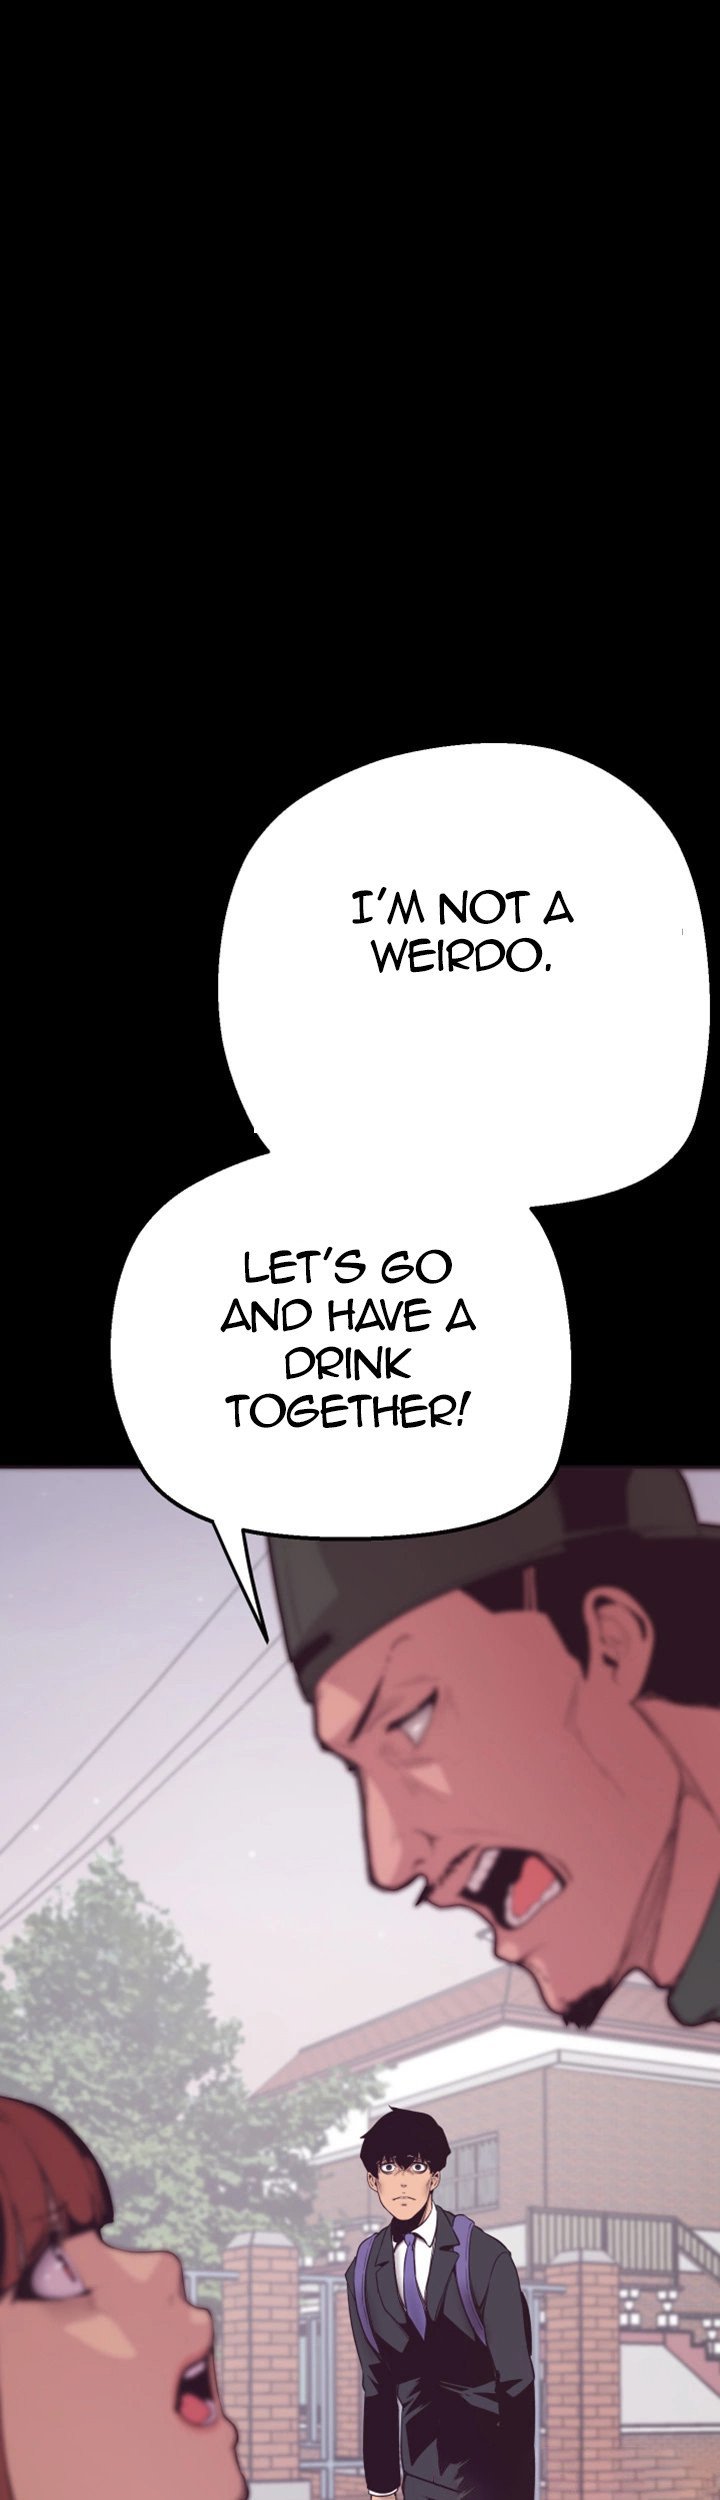 I'M NOT A
WEIRDO.
LET'S GO
AND HAVE A
DRINK
TOGETHER!